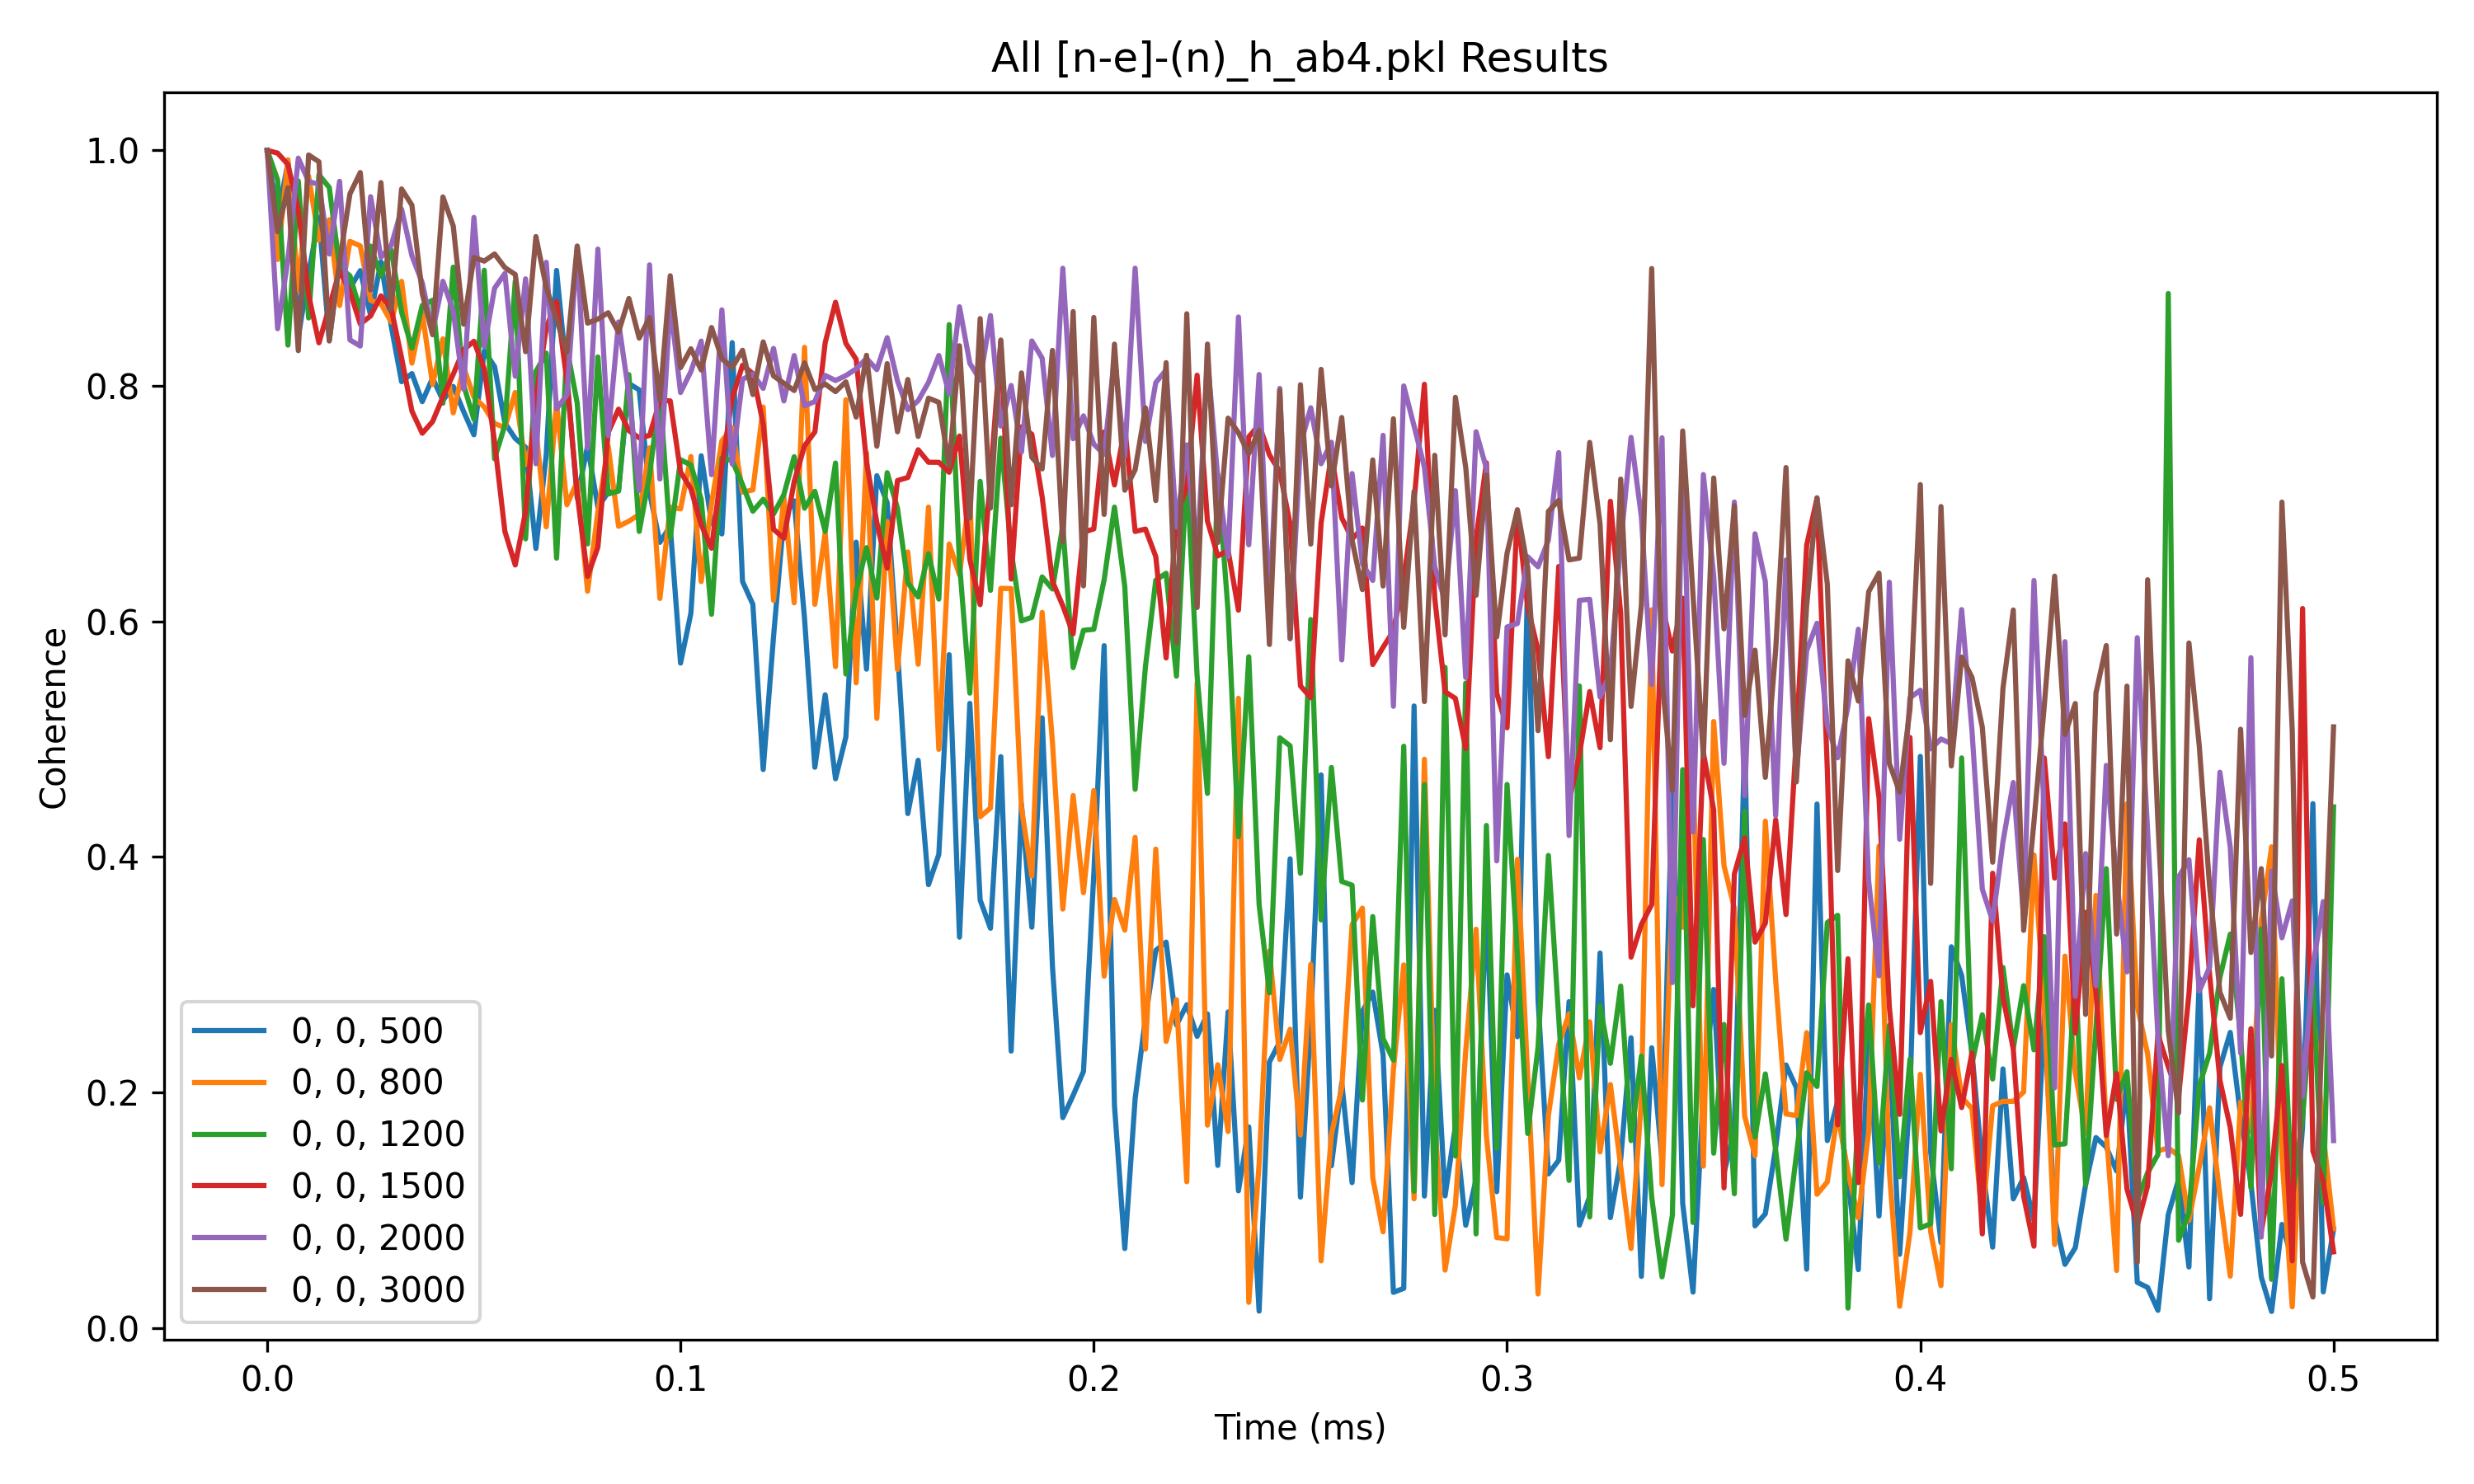 All [n-e]-(n)_h_ab4.pkl Results
Coherence
1.0
0.8
0.6
0.4
0.2
0.0
0, 0, 500
0, 0, 800
0, 0, 1200
0, 0, 1500
0, 0, 2000
0, 0, 3000
0.0 0.1 0.2 0.3 0.4 0.5
Time (ms)